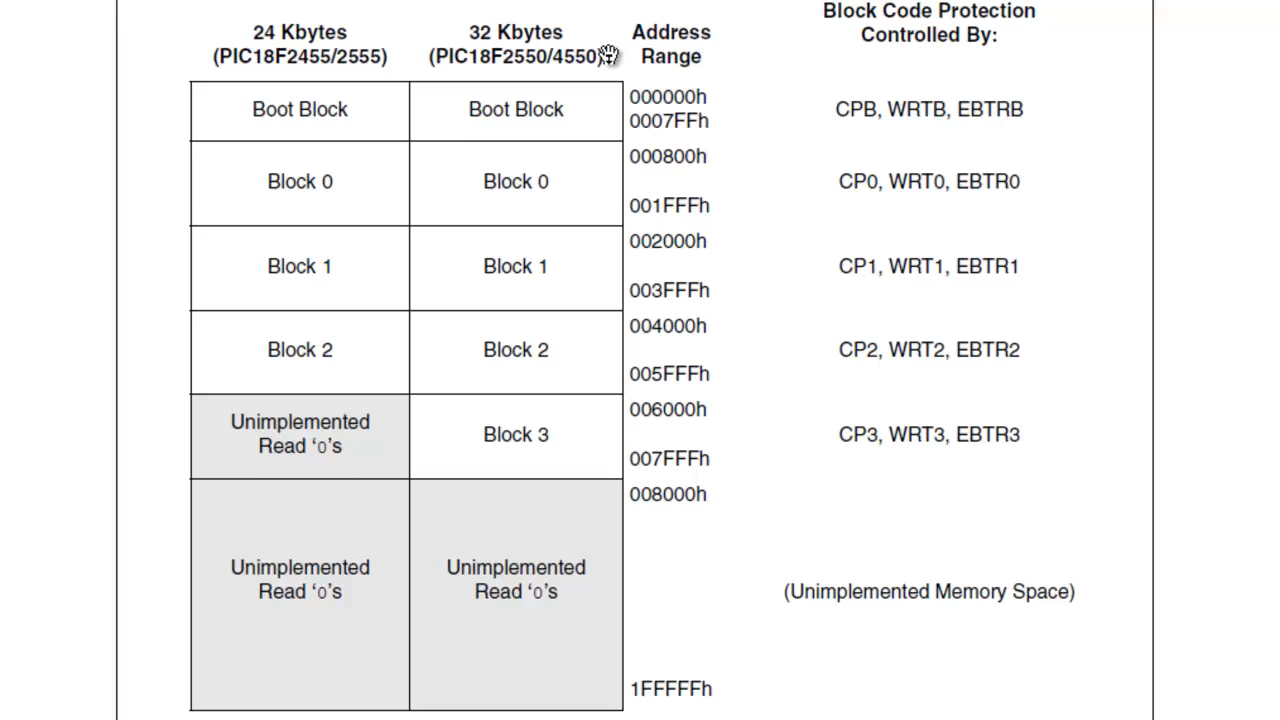 Block Code Protection
Controlled By:
24 Kbytes
(PIC18F2455/2555)
32 Kbytes
(PIC18F2550/4550)
Address
Range
Boot Block
Boot Block
000000h
0007FFh
CPB, WRTB, EBTRB
Block 0
Block 0
000800h
001FFFh
CP0, WRT0, EBTR0
Block 1
Block 1
002000h
003FFFh
CP1, WRT1, EBTR1
Block 2
Block 2
004000h
005FFFh
CP2, WRT2, EBTR2
Unimplemented
Read ‘0’s
Block 3
006000h
007FFFh
CP3, WRT3, EBTR3
Unimplemented
Read ‘0’s
Unimplemented
Read ‘0’s
008000h
1FFFFFh
(Unimplemented Memory Space)